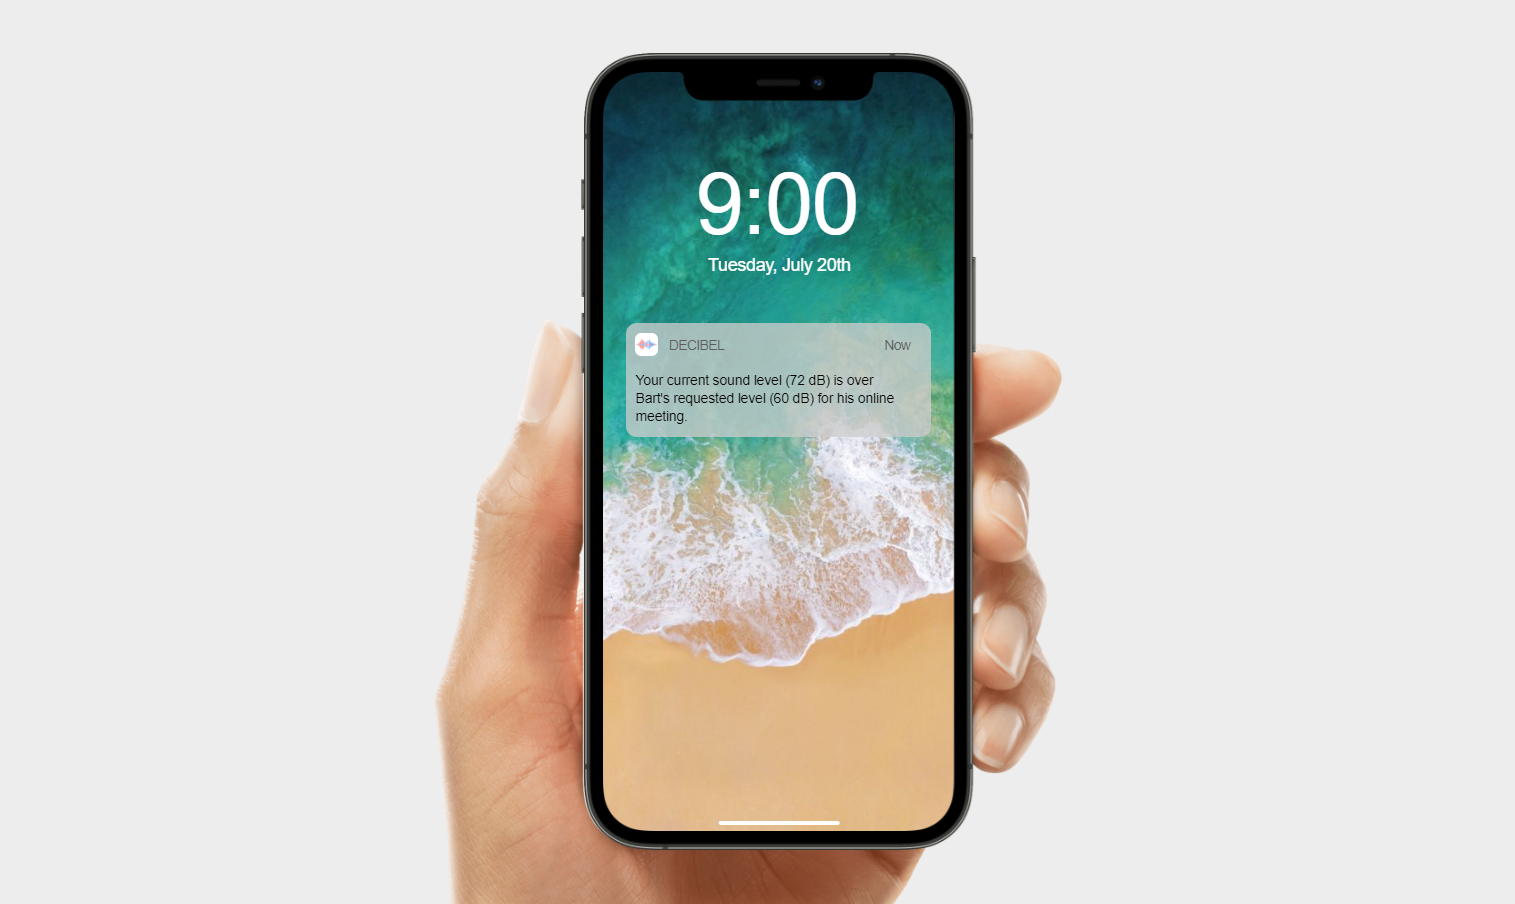 9:00
Tuesday, July 20th
DECIBEL Now
Your current sound level (72 dB) is over
Bart's requested level (60 dB) for his online
meeting.